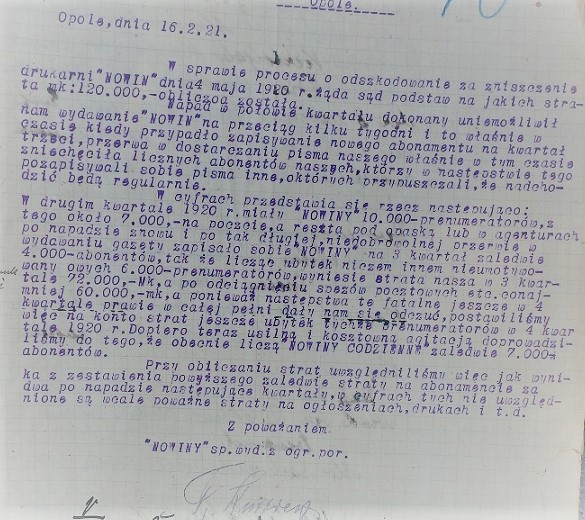 Opole.
Opole,dnia 16.2.21.
W sprawie procesu o odszkodowanie za zniszczenie
drukarni"NOWIN"dnia4 maja 1920 r.żąda sąd podstaw na jakich stra-
ta mk:120.000,-obliczoą została.
Napad w połowie kwartału dokonany uniemożliwił
nam wydawanie"NOWIN"na przeciąg kilku tygodni i to właśnie w
czasie kiedy przypadło zapisywanie nowego abonamentu na kwartał
trzeci,przerwa w dostarczaniu pisma naszego właśnie w tym czasie
zniechęciła licznych abonentów naszych,którzy w następstwie tego
pozapisywali sobie pisma inne,októrych przypuszczali,że nadcho-
dzić będą regularnie.
W cyfrach przedstawia się rzecz następująco:
W drugim kwartale 1920 r.miały "NOWINY"10.000-prenumeratorów,z
tego około 7.000,-na poczcie,a reszta pod opaską lub w agenturach
po napadzie znowu i po tak długiej,niedobrowolnej przerwie w
wydawaniu gazety zapisało sobie NOWINY" na 3 kwartał zaledwie
4.000-abonentów,tak że licząc ubytek niczem innem nieumotywo-
wany owych 6.000-prenumeratorów,wyniesie strata nasza w 3 kwar-
tale 72.000,-Nk,a po odciągnieniu spezów pocztowych etc.conaj-
mniej 60.000,-mk,a ponieważ następstwa te fatalne jeszcze w 4
kwartale prawie w całej pełni dały nam się odczuć,postawiliśmy
więc na konto strat jeszcze ubytek tychże prenumeratorów w 4 kwar
tale 1920 r.Dopiero teraz usilną i kosztowną agitacją doprowadzi-
liśmy do tego,że obecnie liczą"NOWINY CODZIENNE" zaledwie 7.000-
abonentów.
Przy obliczaniu strat uwzględniliśmy więc jak wyni-
ka z zestawienia powyższego zaledwie straty na abonamencie za
dwa po napadzie następujące kwartały,w cyfrach tych nie uwzględ-
nione są wcale poważne straty na ogłoszeniach,drukach i t.d.
Z poważaniem
"NOWINY"sp.wyd.z ogr.por.